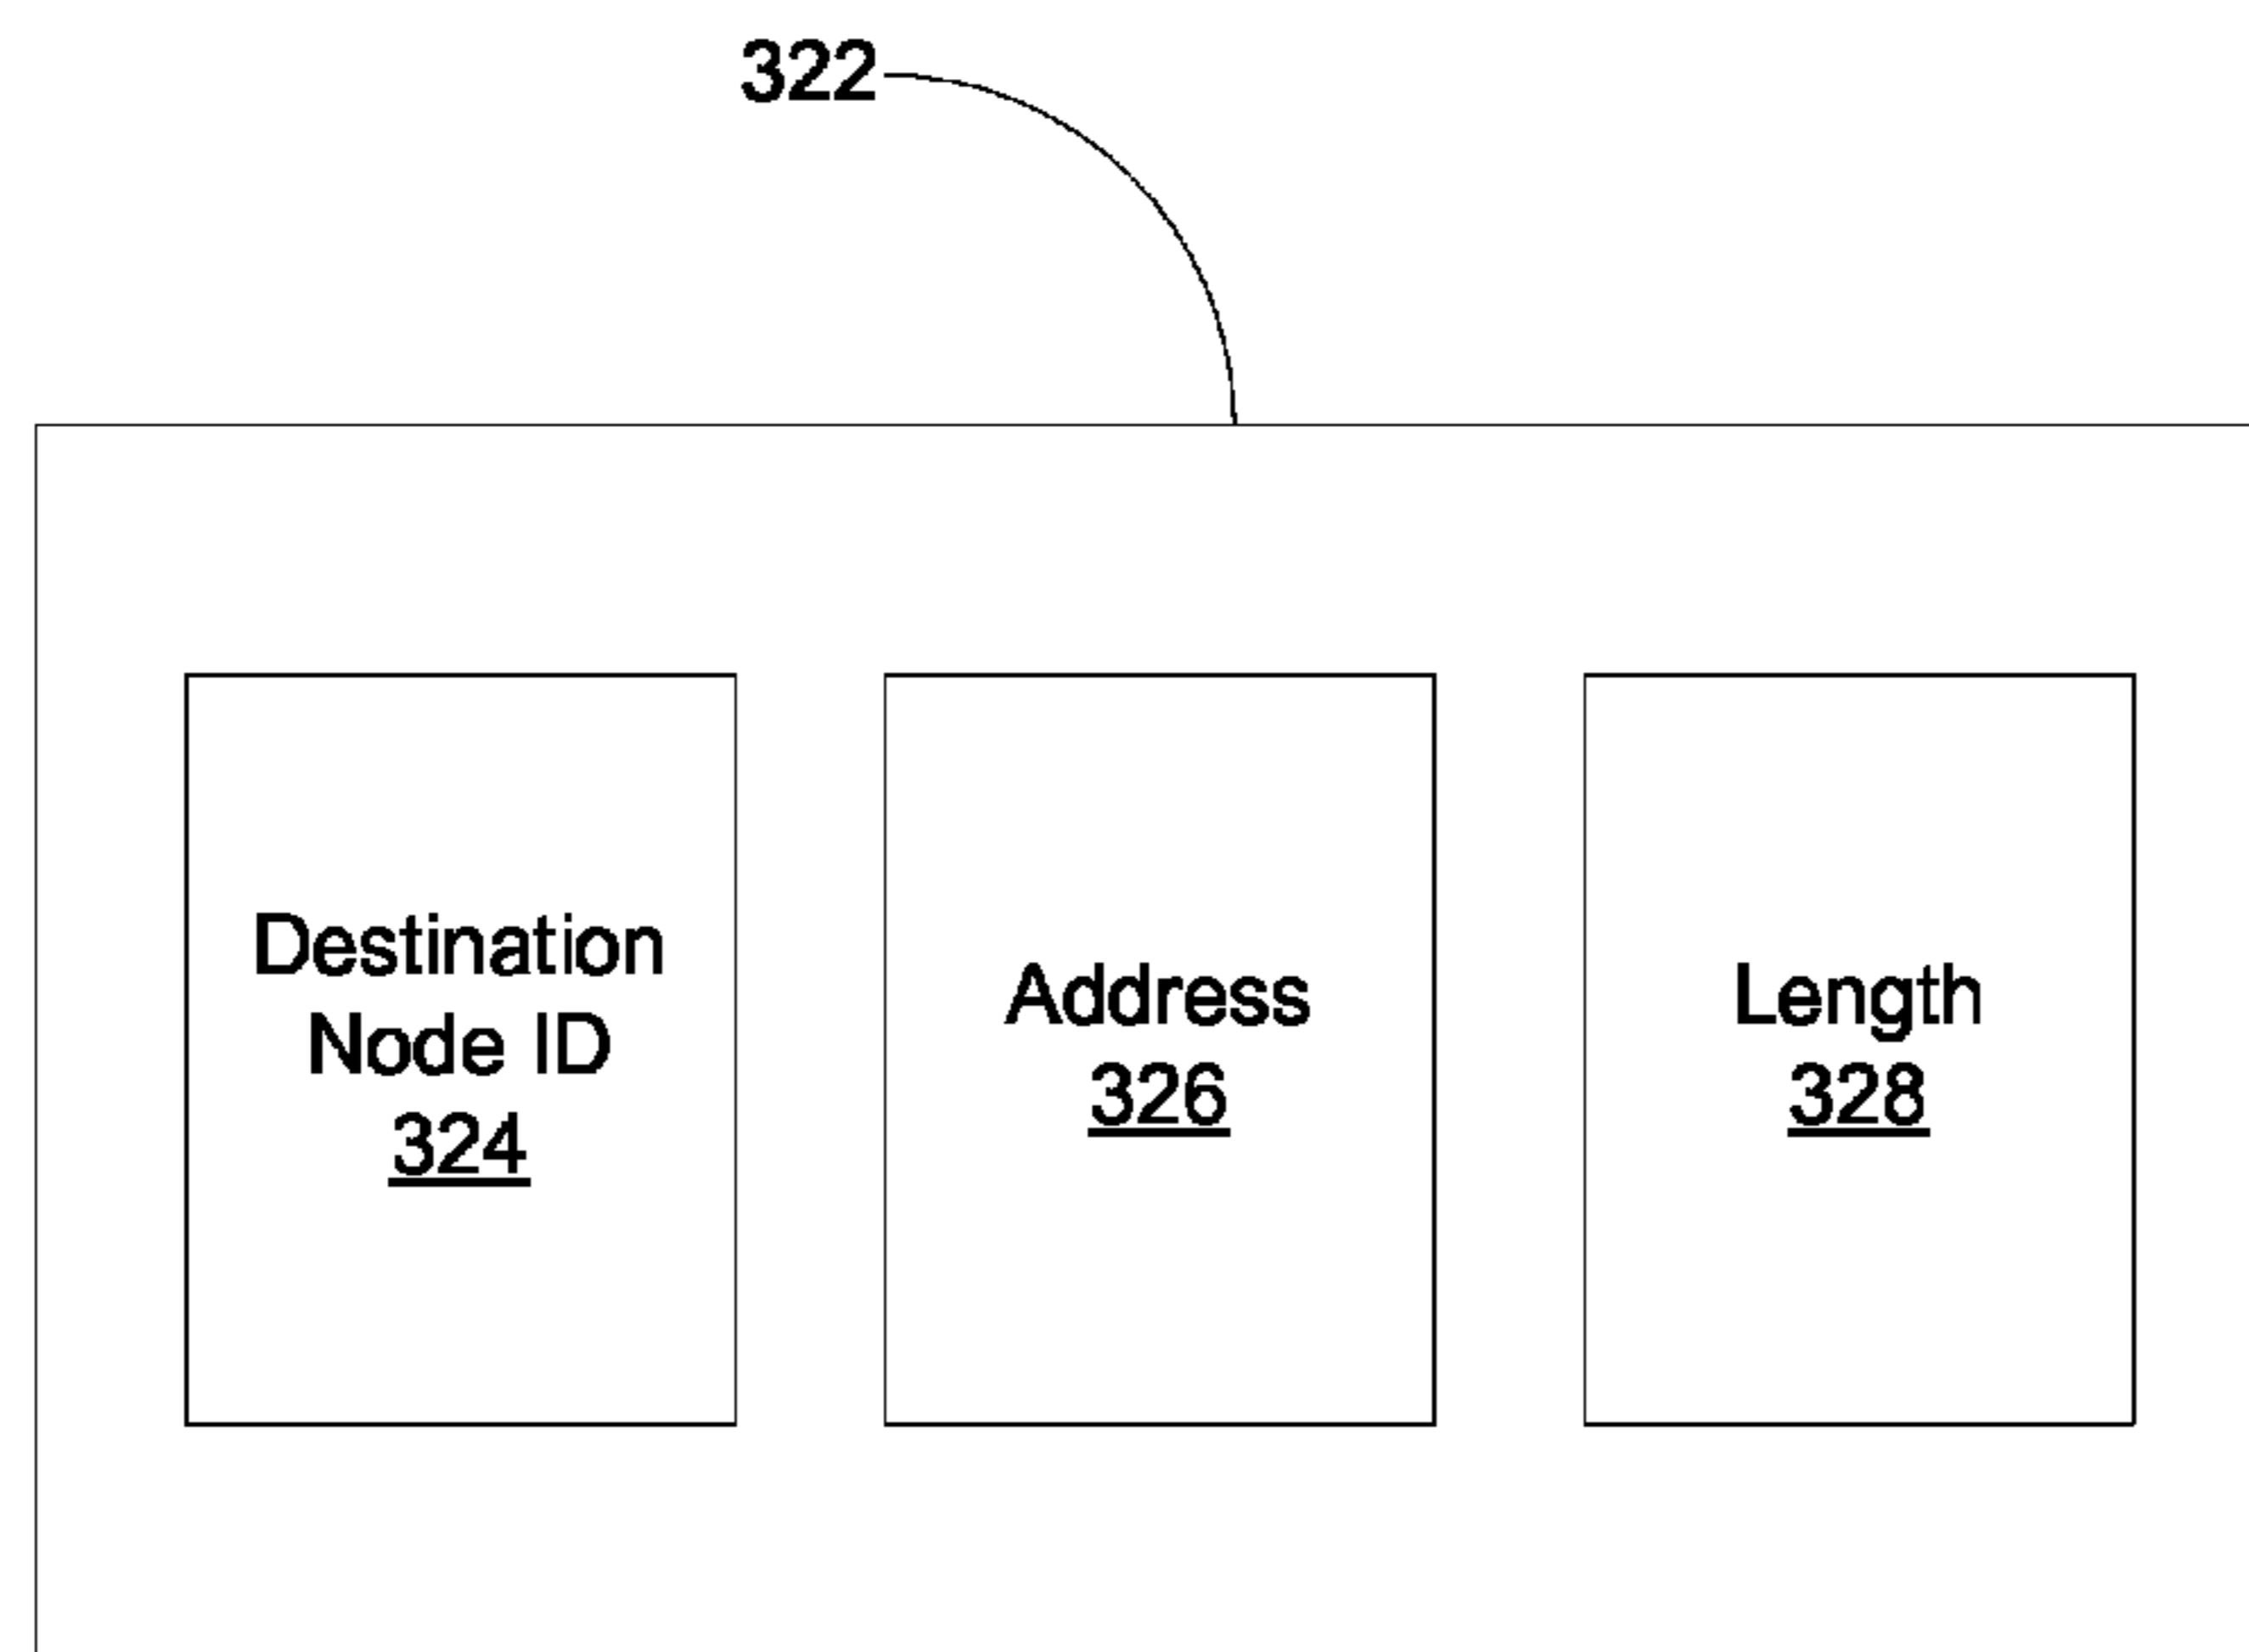 322
Destination
Node ID
324
Address
326
Length
328